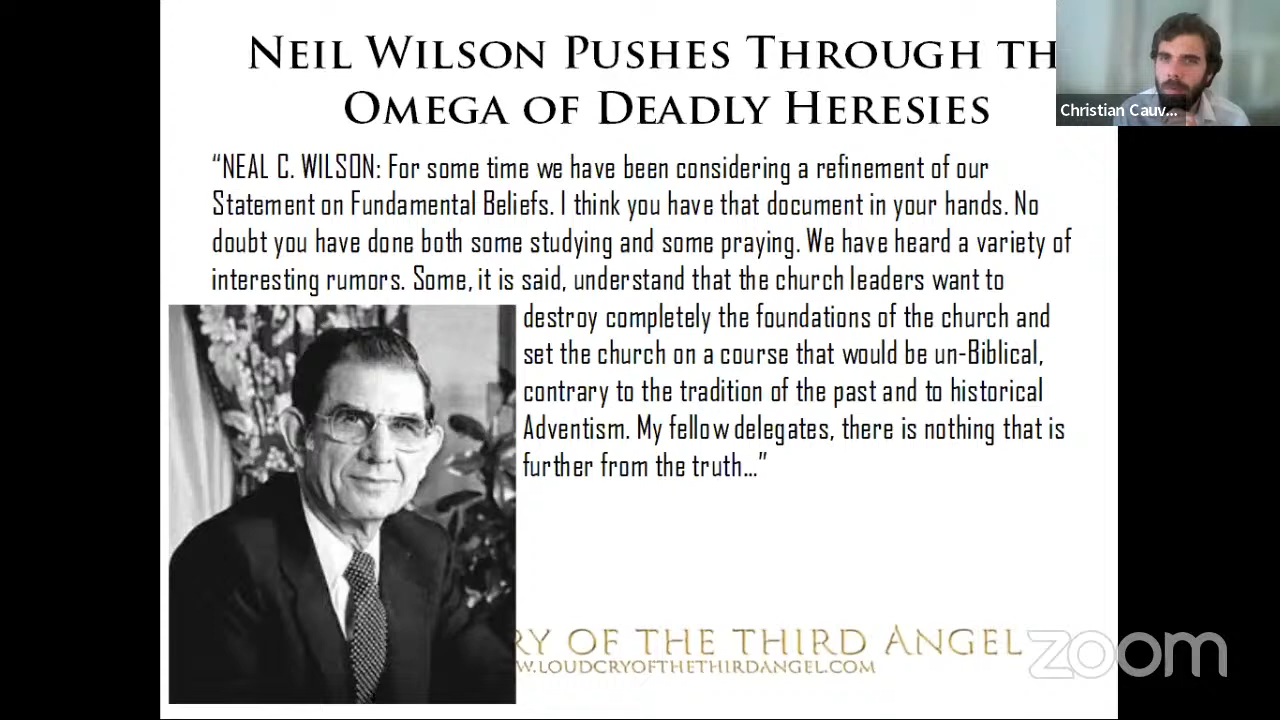 NEIL WILSON PUSHES THROUGH TH
OMEGA OF DEADLY HERESIES
Christian Cauv...
“NEAL C. WILSON: For some time we have been considering a refinement of our
Statement on Fundamental Beliefs. I think you have that document in your hands. No
doubt you have done both some studying and some praying. We have heard a variety of
interesting rumors. Some, it is said, understand that the church leaders want to
destroy completely the foundations of the church and
set the church on a course that would be un-Biblical,
contrary to the tradition of the past and to historical
Adventism. My fellow delegates, there is nothing that is
further from the truth...”
RY OF THE THIRD ANGEL
W.LOUDCRYOFTHETHIRDANGEL.COM
zoom